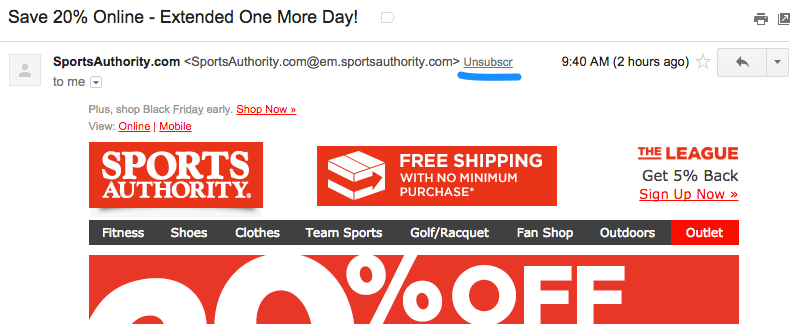 Save 20% Online - Extended One More Day!
SportsAuthority.com <SportsAuthority.com@em.sportsauthority.com> Unsubscr 9:40 AM (2 hours ago)
to me
Plus, shop Black Friday early. Shop Now »
View: Online | Mobile
SPORTS
AUTHORITY.
FREE SHIPPING
WITH NO MINIMUM
PURCHASE*
THE LEAGUE
Get 5% Back
Sign Up Now »
Fitness Shoes Clothes Team Sports Golf/Racquet Fan Shop Outdoors Outlet
20% OFF